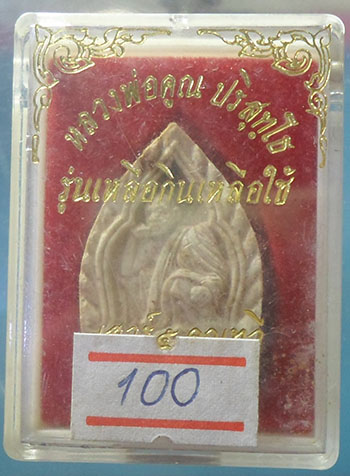 หลวงพ่อคูณ ปริสุทฺโธ
รุ่นเหลือกินเหลือใช้
100